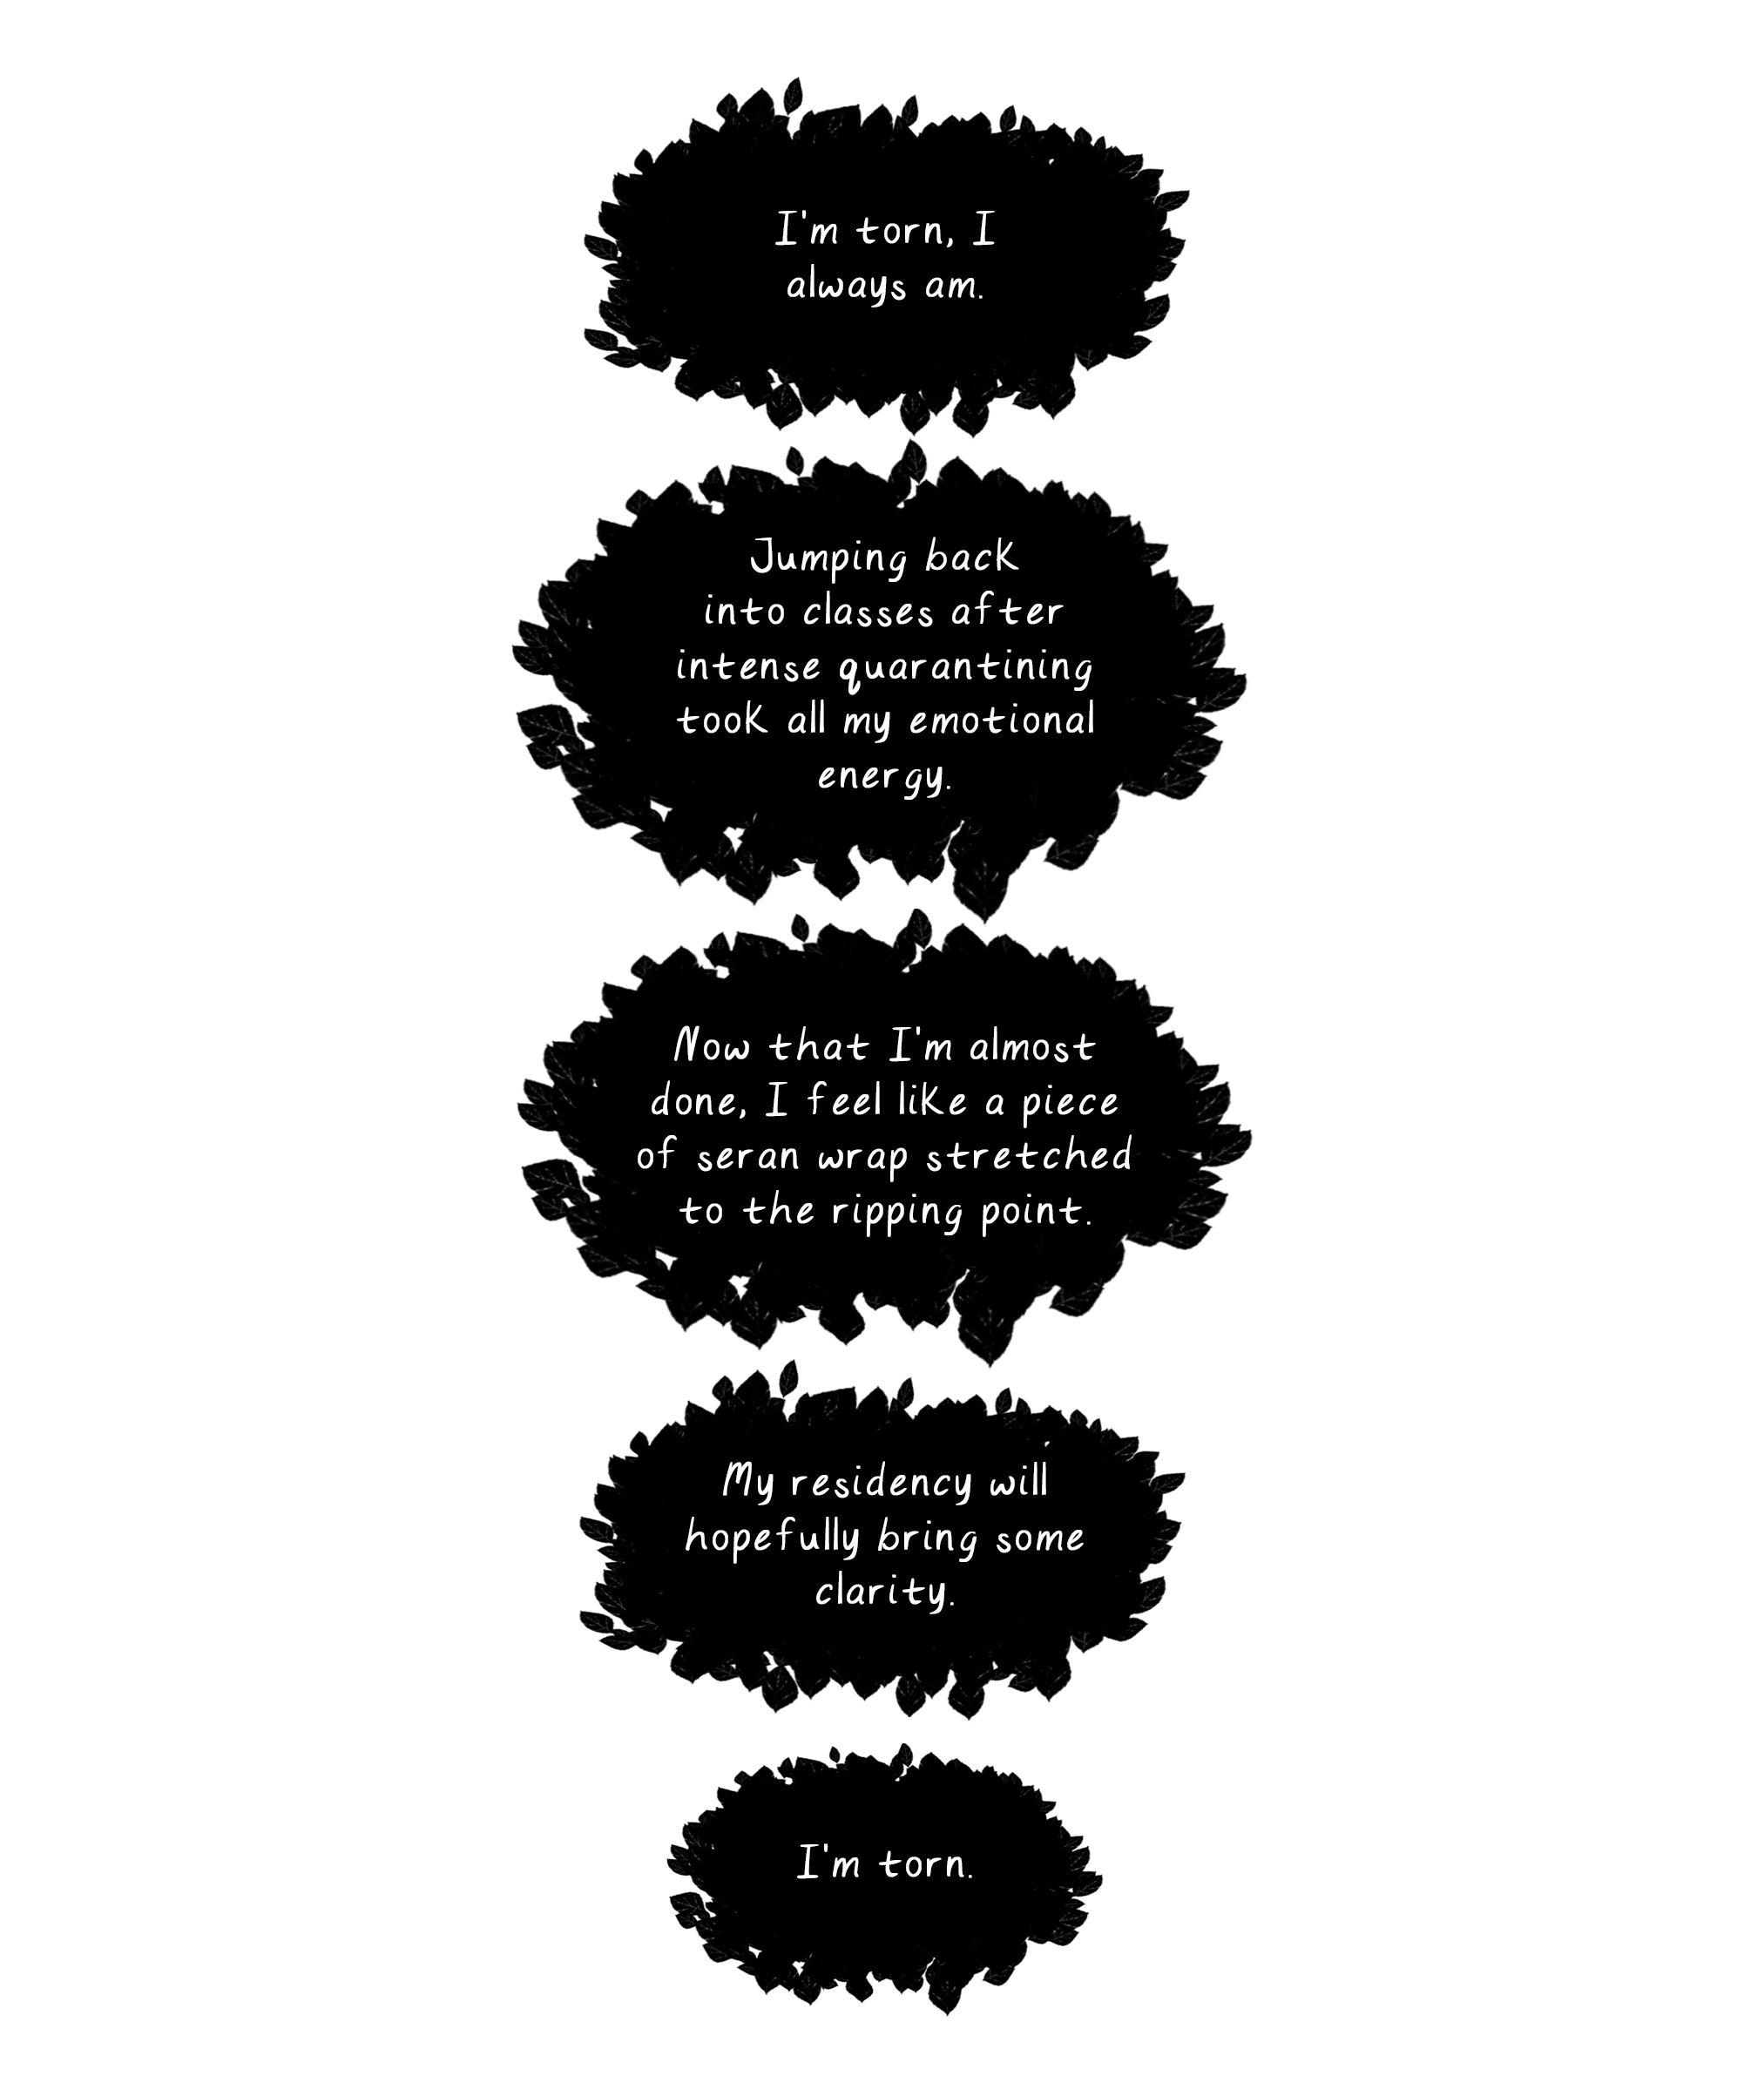 I'm torn, I
always am.
Jumping back
into classes after
intense quarantining
took all my emotional
energy.
Now that I'm almost
done, I feel like a piece
of seran wrap stretched
to the ripping point.
My residency will
hopefully bring some
clarity.
I'm torn.